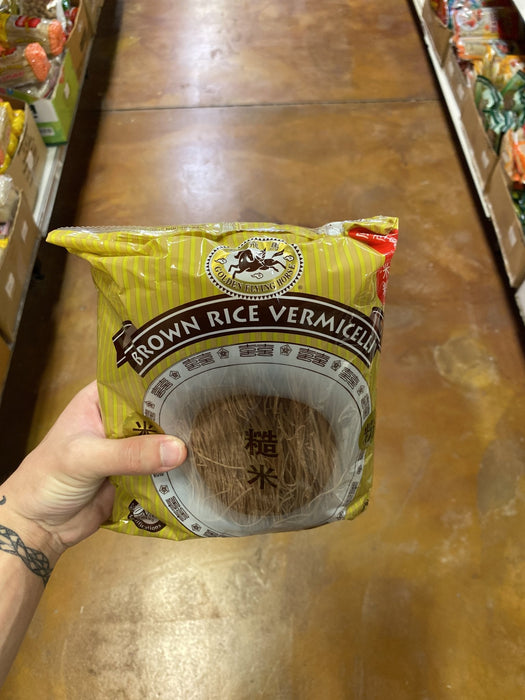 GOLDEN FLYING HORSE
BROWN RICE VERMICELLI
糙
米